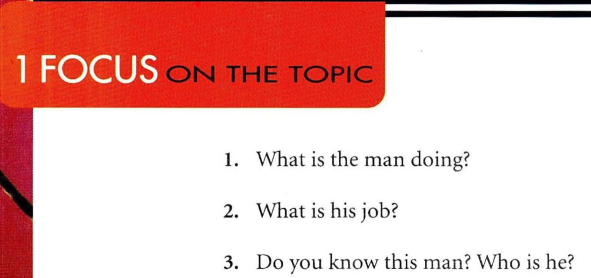 1 FOCUS ON THE TOPIC
1. What is the man doing?
2. What is his job?
3. Do you know this man? Who is he?